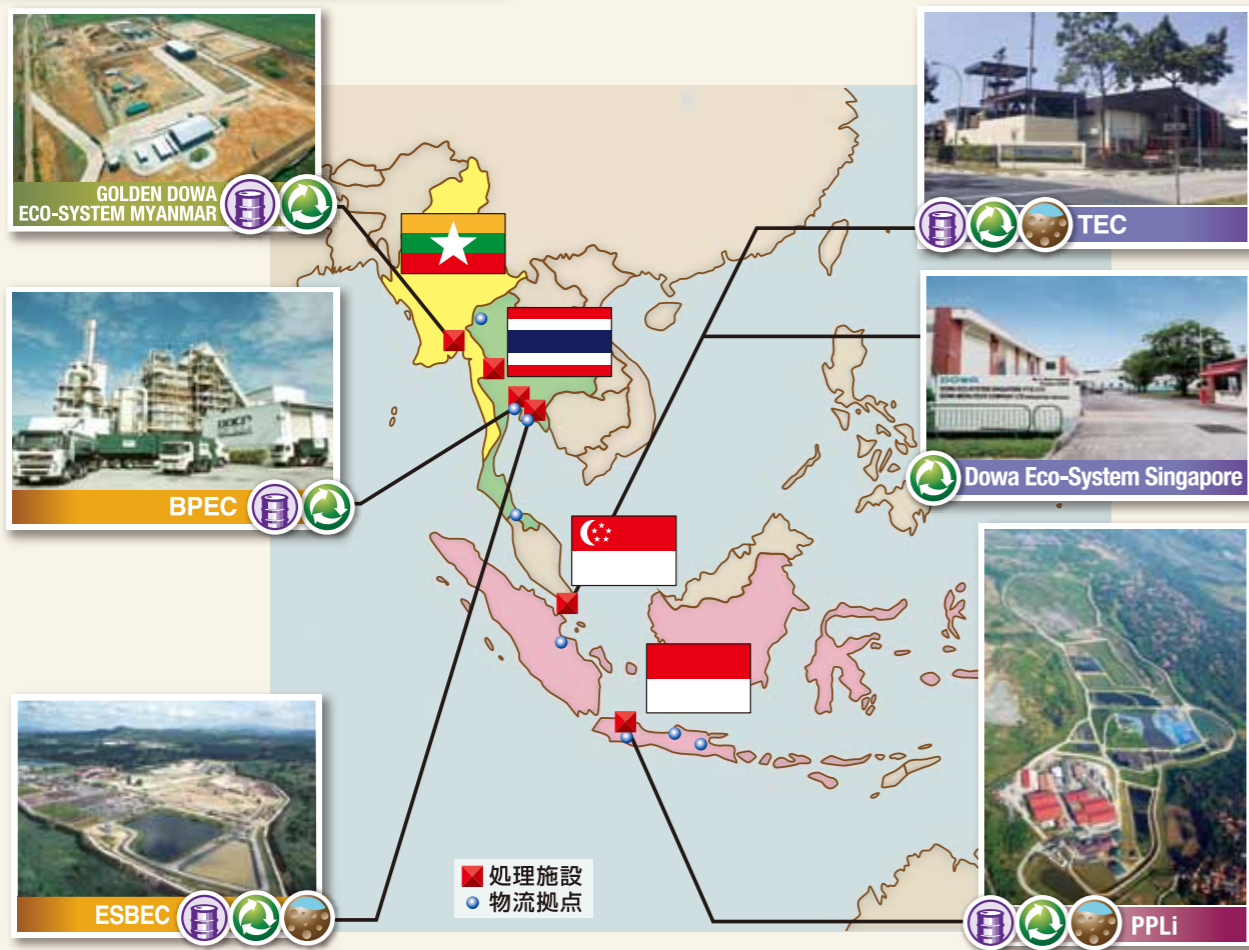 GOLDEN DOWA
ECO-SYSTEM MYANMAR
TEC
BPEC
DOWA
Dowa Eco-System Singapore
ESBEC
処理施設
物流拠点
PPLi